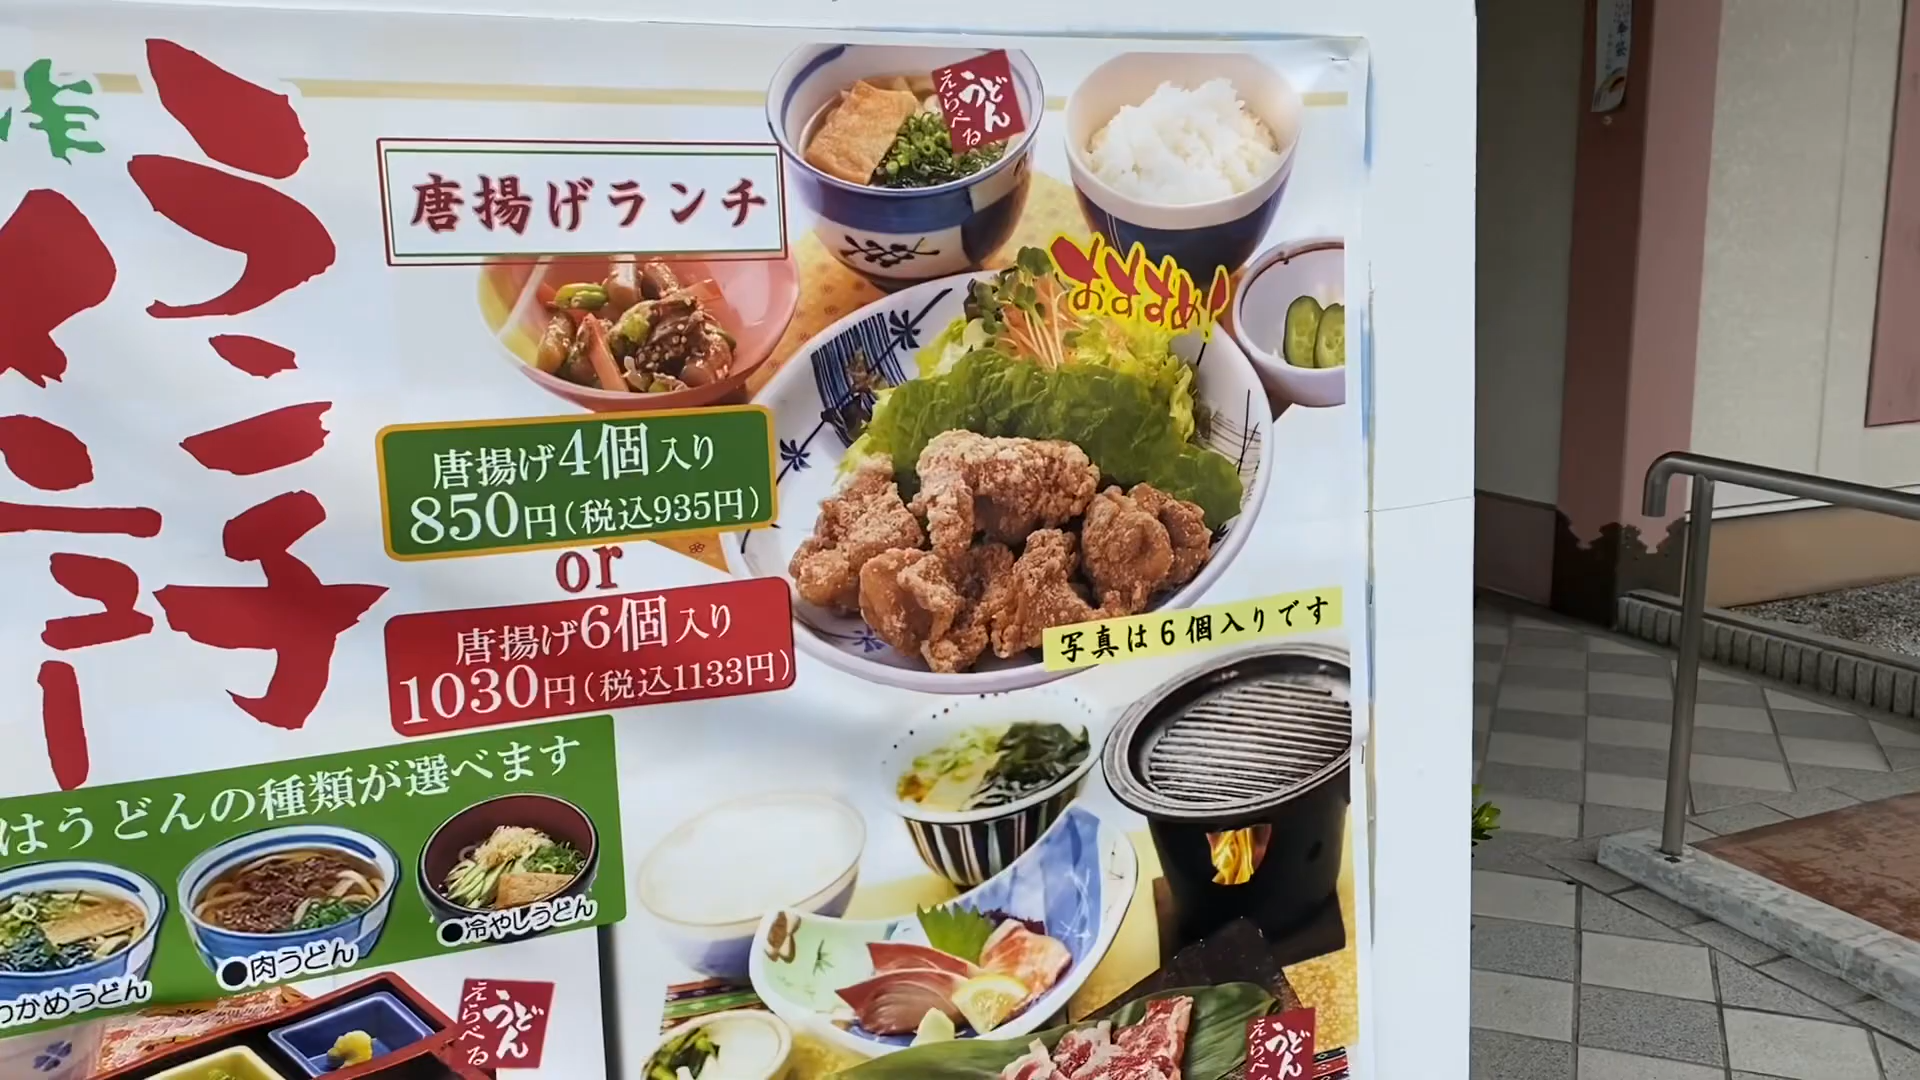 ランチ
メニュー
唐揚げランチ
うどん
えらべる
おすすめ!
唐揚げ4個入り
850円(税込935円)
or
唐揚げ6個入り
1030円(税込1133円)
写真は6個入りです
はうどんの種類が選べます
わかめうどん
●肉うどん
●冷やしうどん
うどん
えらべる
うどん
えらべる